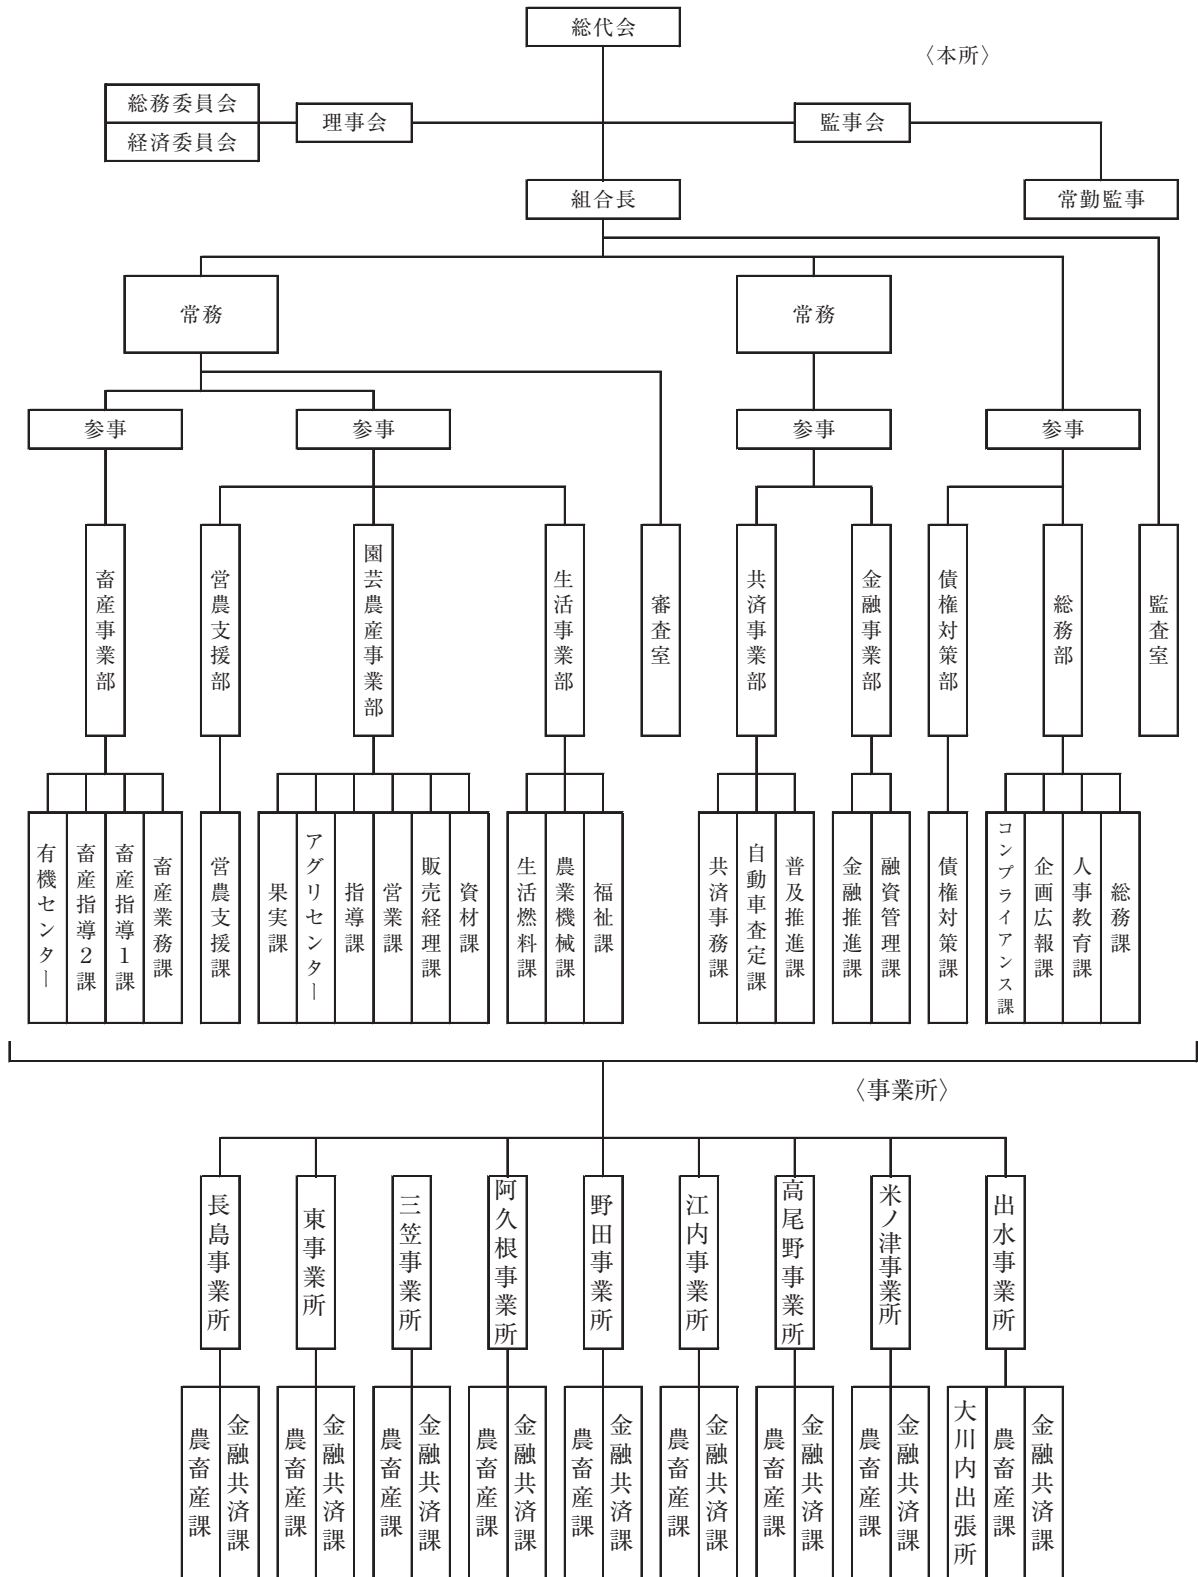 総代会
〈本所〉
総務委員会
経済委員会
理事会
監事会
組合長
常勤監事
常務
常務
参事
参事
参事
参事
畜産事業部
営農支援部
園芸農産事業部
生活事業部
審査室
共済事業部
金融事業部
債権対策部
総務部
監査室
有機センター
畜産指導2課
畜産指導1課
畜産業務課
営農支援課
果実課
アグリセンター
指導課
営業課
販売経理課
資材課
生活燃料課
農業機械課
福祉課
共済事務課
自動車査定課
普及推進課
金融推進課
融資管理課
債権対策課
コンプライアンス課
企画広報課
人事教育課
総務課
〈事業所〉
長島事業所
東事業所
三笠事業所
阿久根事業所
野田事業所
江内事業所
高尾野事業所
米ノ津事業所
出水事業所
農畜産課
金融共済課
農畜産課
金融共済課
農畜産課
金融共済課
農畜産課
金融共済課
農畜産課
金融共済課
農畜産課
金融共済課
農畜産課
金融共済課
農畜産課
金融共済課
大川内出張所
農畜産課
金融共済課